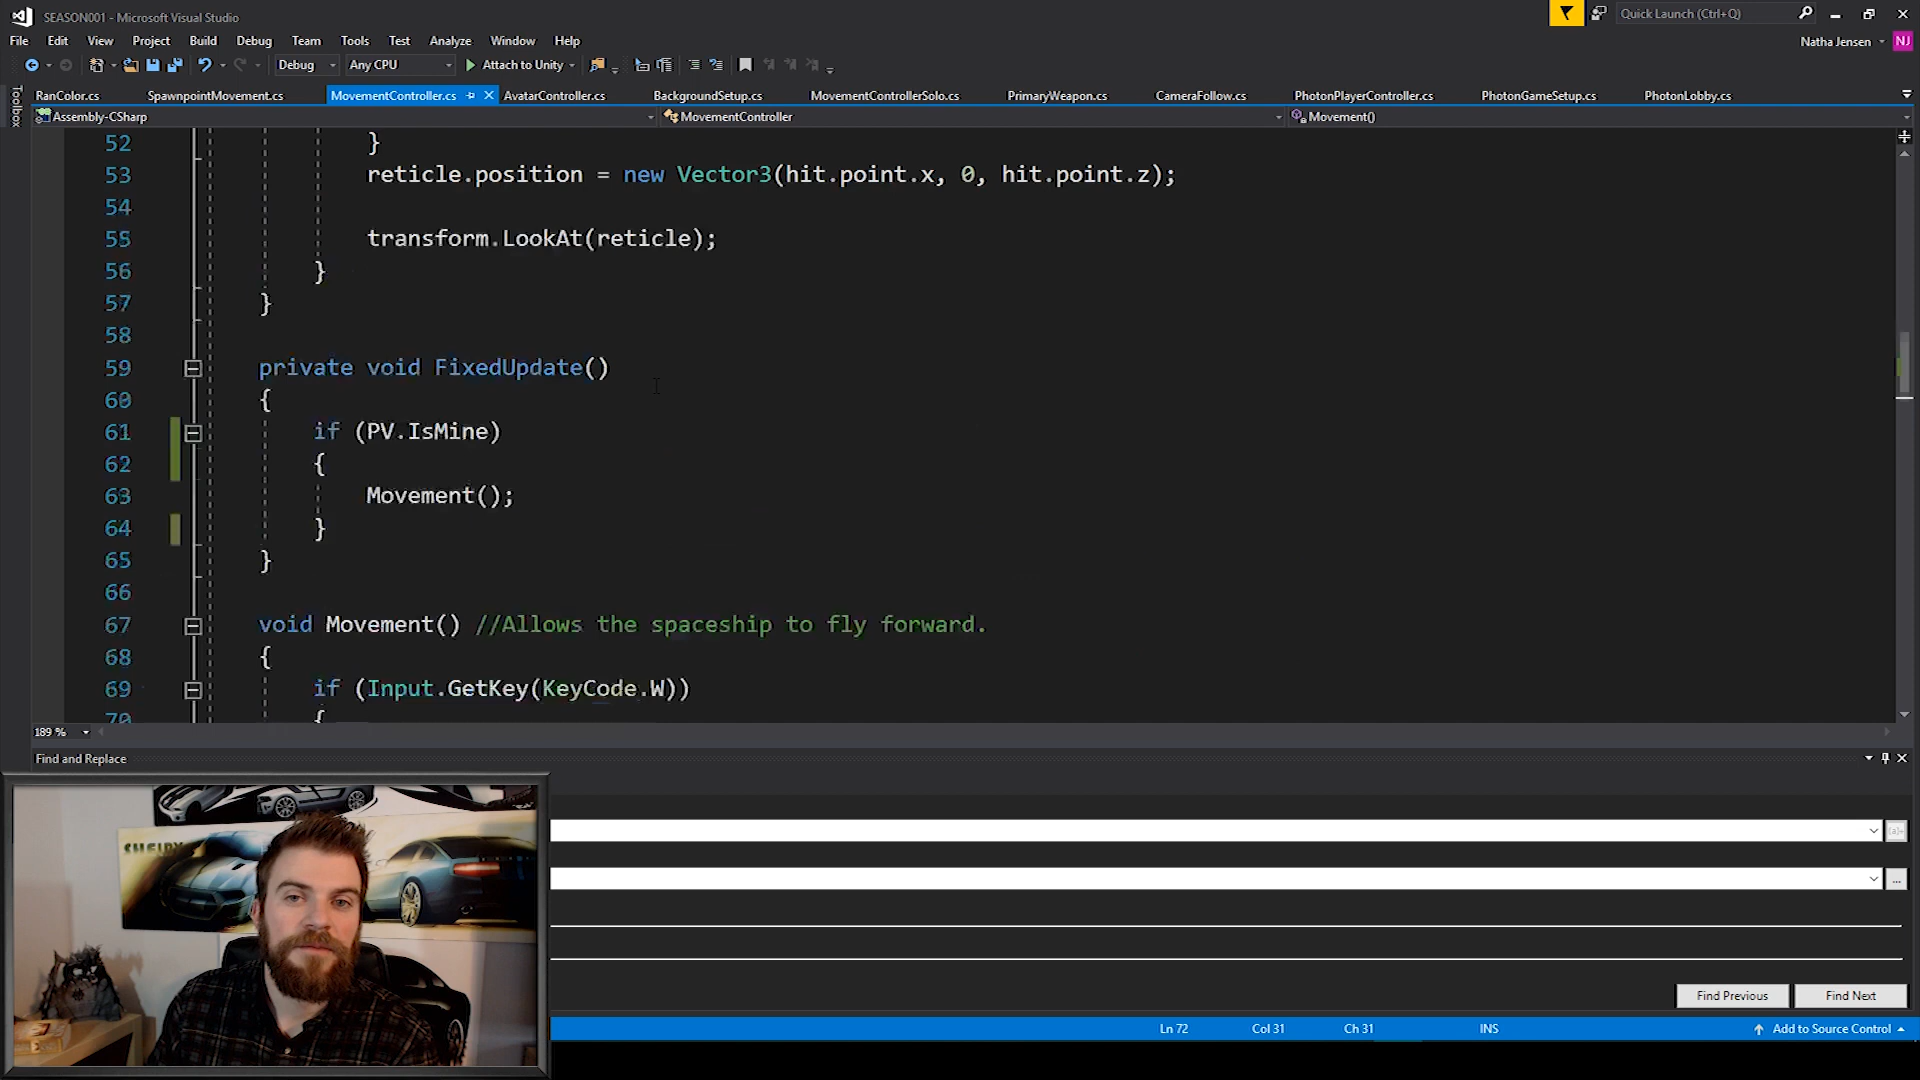 SEASON001 - Microsoft Visual Studio
Quick Launch (Ctrl+Q)
File Edit View Project Build Debug Team Tools Test Analyze Window Help
Natha Jensen NJ
Debug Any CPU Attach to Unity
Toolbox
RanColor.cs SpawnpointMovement.cs MovementController.cs AvatarController.cs BackgroundSetup.cs MovementControllerSolo.cs PrimaryWeapon.cs CameraFollow.cs PhotonPlayerController.cs PhotonGameSetup.cs PhotonLobby.cs
Assembly-CSharp MovementController Movement()
52 }
53 reticle.position = new Vector3(hit.point.x, 0, hit.point.z);
54
55 transform.LookAt(reticle);
56 }
57 }
58
59 private void FixedUpdate()
60 {
61 if (PV.IsMine)
62 {
63 Movement();
64 }
65 }
66
67 void Movement() //Allows the spaceship to fly forward.
68 {
69 if (Input.GetKey(KeyCode.W))
70 {
189 %
Find and Replace
SHELBY
...
Find Previous Find Next
Ln 72 Col 31 Ch 31 INS Add to Source Control